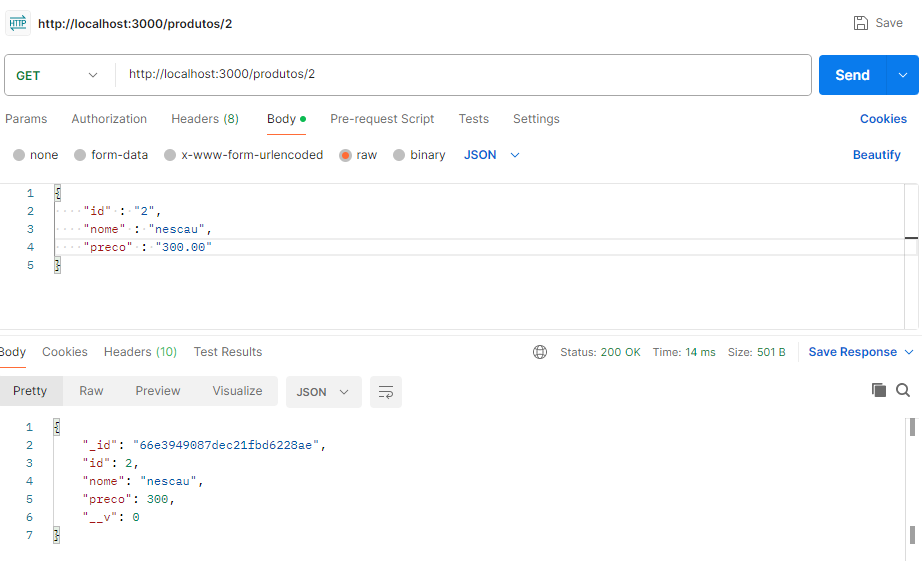 HTTP http://localhost:3000/produtos/2 Save
GET http://localhost:3000/produtos/2 Send
Params Authorization Headers (8) Body Pre-request Script Tests Settings Cookies
none form-data x-www-form-urlencoded raw binary JSON Beautify
1 {
2 "id" : "2",
3 "nome" : "nescau",
4 "preco" : "300.00"
5 }
Body Cookies Headers (10) Test Results Status: 200 OK Time: 14 ms Size: 501 B Save Response
Pretty Raw Preview Visualize JSON
1 {
2 "_id": "66e3949087dec21fbd6228ae",
3 "id": 2,
4 "nome": "nescau",
5 "preco": 300,
6 "__v": 0
7 }